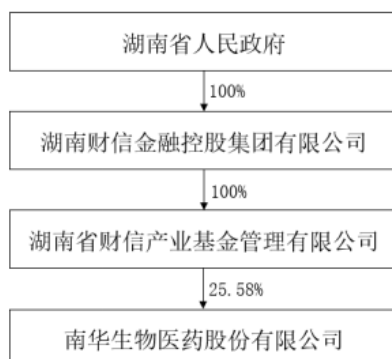 湖南省人民政府
100%
湖南财信金融控股集团有限公司
100%
湖南省财信产业基金管理有限公司
25.58%
南华生物医药股份有限公司